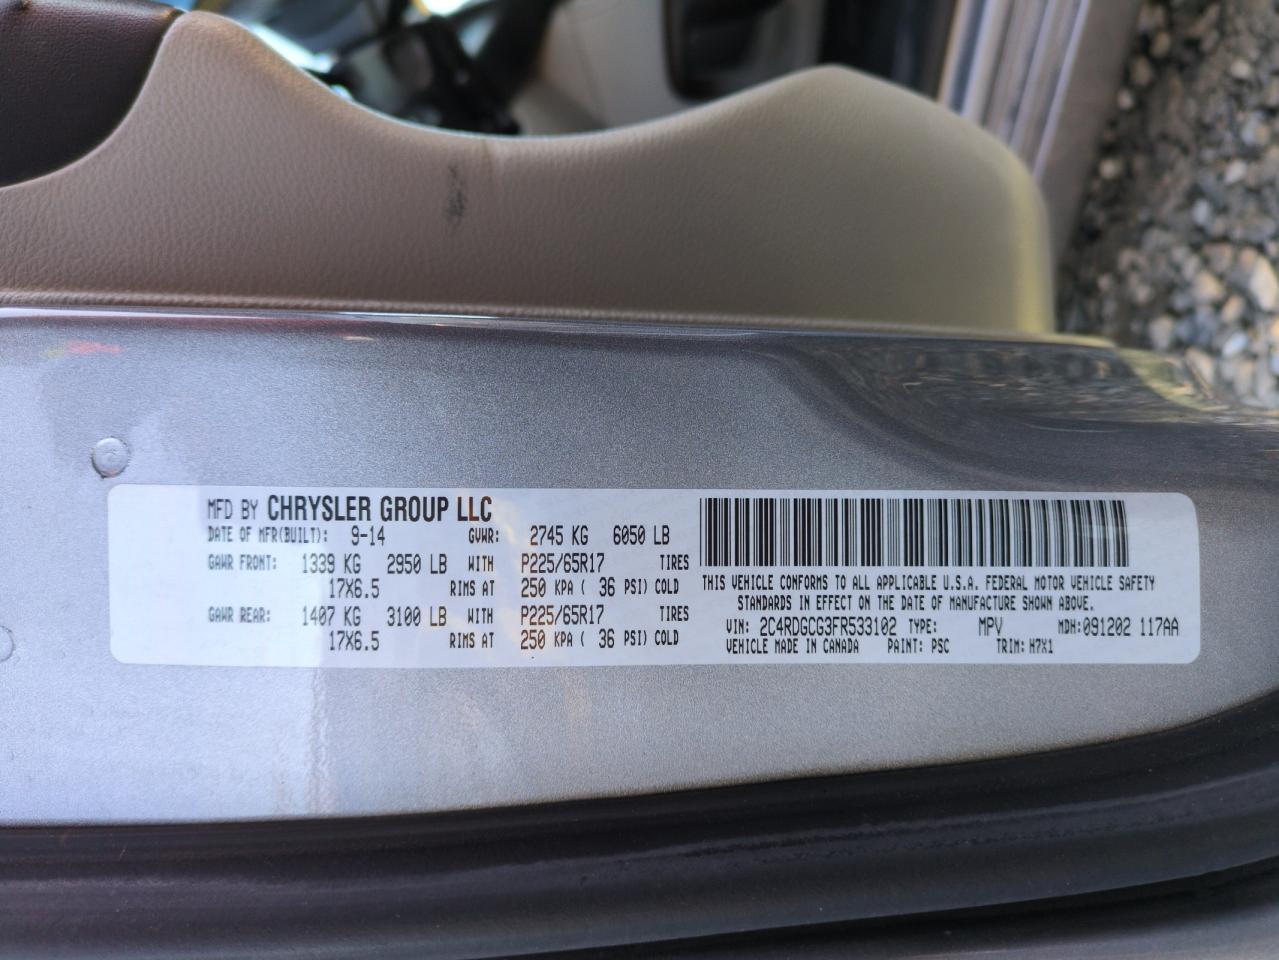 MFD BY CHRYSLER GROUP LLC
DATE OF MFR(BUILT): 9-14 GVWR: 2745 KG 6050 LB
GAWR FRONT: 1339 KG 2950 LB WITH P225/65R17 TIRES
17X6.5 RIMS AT 250 KPA ( 36 PSI) COLD
GAWR REAR: 1407 KG 3100 LB WITH P225/65R17 TIRES
17X6.5 RIMS AT 250 KPA ( 36 PSI) COLD
THIS VEHICLE CONFORMS TO ALL APPLICABLE U.S.A. FEDERAL MOTOR VEHICLE SAFETY
STANDARDS IN EFFECT ON THE DATE OF MANUFACTURE SHOWN ABOVE.
VIN: 2C4RDGCG3FR533102 TYPE: MPV MDH:091202 117AA
VEHICLE MADE IN CANADA PAINT: PSC TRIM: H7X1